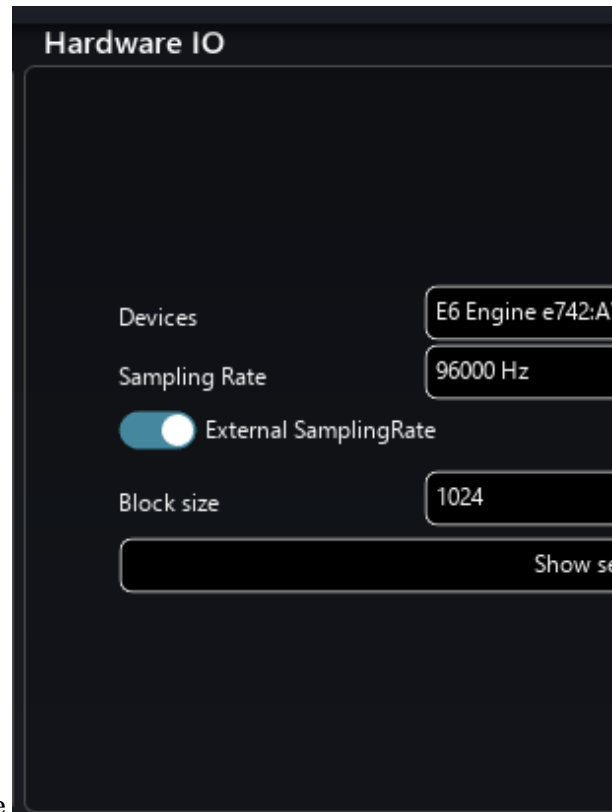 Hardware IO
Devices
E6 Engine e742:A
Sampling Rate
96000 Hz
External SamplingRate
Block size
1024
Show se